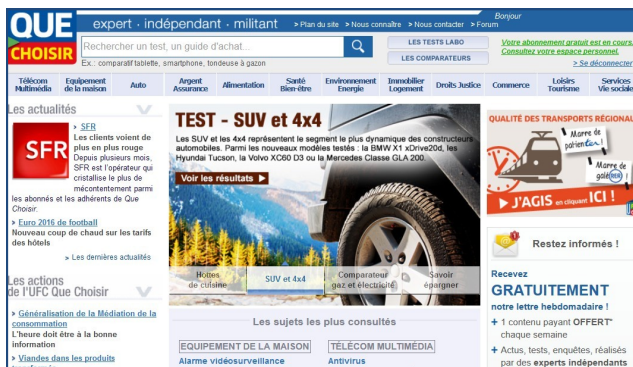 QUE
CHOISIR
expert · indépendant · militant
> Plan du site > Nous connaître > Nous contacter > Forum
Bonjour
Rechercher un test, un guide d'achat...
Ex.: comparatif tablette, smartphone, tondeuse à gazon
LES TESTS LABO
LES COMPARATEURS
Votre abonnement gratuit est en cours.
Consultez votre espace personnel.
> Se déconnecter
Télécom Multimédia
Equipement de la maison
Auto
Argent Assurance
Alimentation
Santé Bien-être
Environnement Energie
Immobilier Logement
Droits Justice
Commerce
Loisirs Tourisme
Services Vie sociale
Les actualités
SFR
> SFR
Les clients voient de
plus en plus rouge
Depuis plusieurs mois,
SFR est l'opérateur qui
cristallise le plus de
mécontentement parmi
les abonnés et les adhérents de Que
Choisir.
> Euro 2016 de football
Nouveau coup de chaud sur les tarifs
des hôtels
> Les dernières actualités
Les actions
de l'UFC Que Choisir
> Généralisation de la Médiation de la
consommation
L'heure doit être à la bonne
information
> Viandes dans les produits
TEST - SUV et 4x4
Les SUV et les 4x4 représentent le segment le plus dynamique des constructeurs
automobiles. Parmi les nouveaux modèles testés : la BMW X1 xDrive20d, les
Hyundai Tucson, la Volvo XC60 D3 ou la Mercedes Classe GLA 200.
Voir les résultats
Hottes de cuisine
SUV et 4x4
Comparateur gaz et électricité
Savoir épargner
Les sujets les plus consultés
EQUIPEMENT DE LA MAISON
Alarme vidéosurveillance
TÉLÉCOM MULTIMÉDIA
Antivirus
QUALITÉ DES TRANSPORTS RÉGIONAU
Marre de
patienter !
Marre de
galéRER !
J'AGIS en cliquant ICI !
Restez informés !
Recevez
GRATUITEMENT
notre lettre hebdomadaire !
+ 1 contenu payant OFFERT*
chaque semaine
+ Actus, tests, enquêtes, réalisés
par des experts indépendants